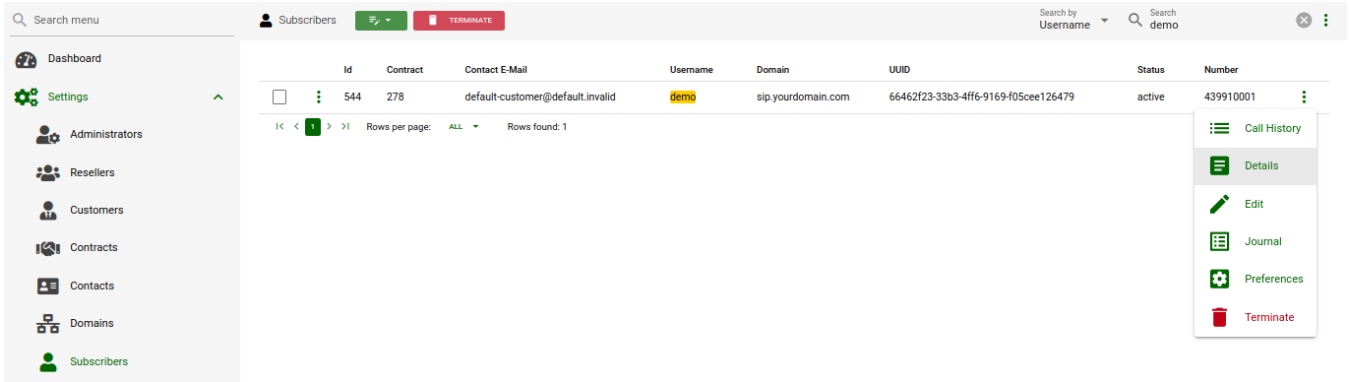 Search menu
Subscribers
TERMINATE
Search by
Username
Search
demo
Dashboard
Settings
Administrators
Resellers
Customers
Contracts
Contacts
Domains
Subscribers
Id Contract Contact E-Mail Username Domain UUID Status Number
544 278 default-customer@default.invalid demo sip.yourdomain.com 66462f23-33b3-4ff6-9169-f05cee126479 active 439910001
1 Rows per page: ALL Rows found: 1
Call History
Details
Edit
Journal
Preferences
Terminate